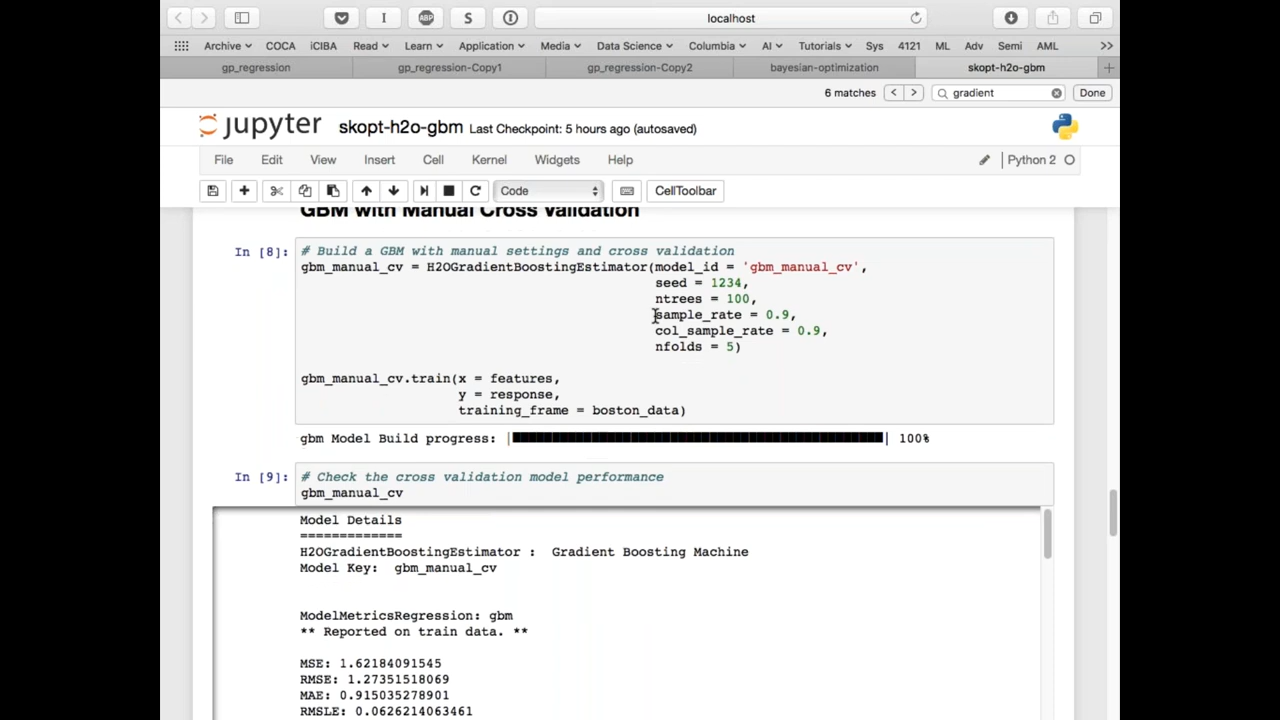 localhost
Archive COCA iCIBA Read Learn Application Media Data Science Columbia AI Tutorials Sys 4121 ML Adv Semi AML >>
gp_regression gp_regression-Copy1 gp_regression-Copy2 bayesian-optimization skopt-h2o-gbm +
6 matches < > gradient Done
jupyter skopt-h2o-gbm Last Checkpoint: 5 hours ago (autosaved)
File Edit View Insert Cell Kernel Widgets Help Python 2
Code CellToolbar
GBM with Manual Cross Validation
In [8]: # Build a GBM with manual settings and cross validation
gbm_manual_cv = H2OGradientBoostingEstimator(model_id = 'gbm_manual_cv',
seed = 1234,
ntrees = 100,
sample_rate = 0.9,
col_sample_rate = 0.9,
nfolds = 5)
gbm_manual_cv.train(x = features,
y = response,
training_frame = boston_data)
gbm Model Build progress: | | 100%
In [9]: # Check the cross validation model performance
gbm_manual_cv
Model Details
=============
H2OGradientBoostingEstimator : Gradient Boosting Machine
Model Key: gbm_manual_cv
ModelMetricsRegression: gbm
** Reported on train data. **
MSE: 1.62184091545
RMSE: 1.27351518069
MAE: 0.915035278901
RMSLE: 0.0626214063461